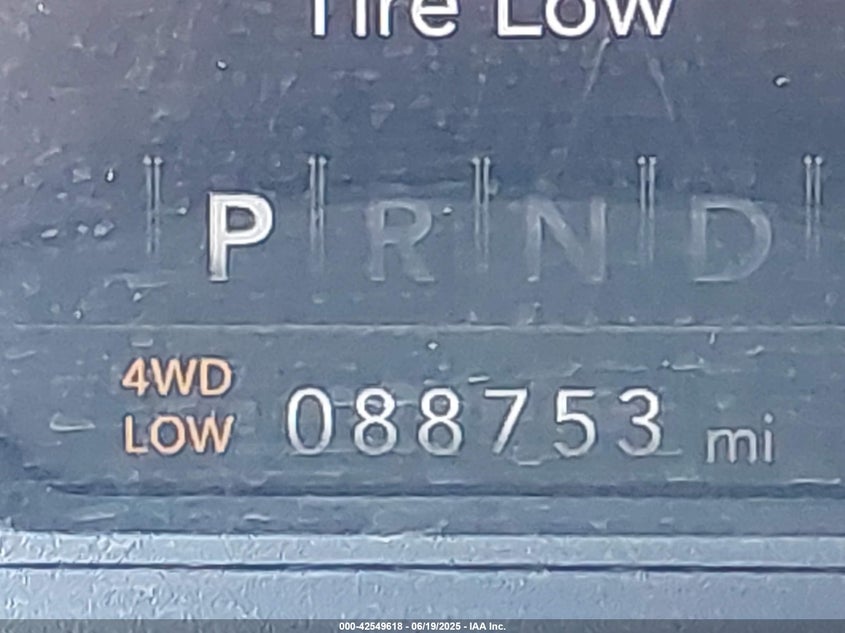 Tire Low
P R N D
4WD
LOW 088753 mi
000-42549618 - 06/19/2025 - IAA Inc.